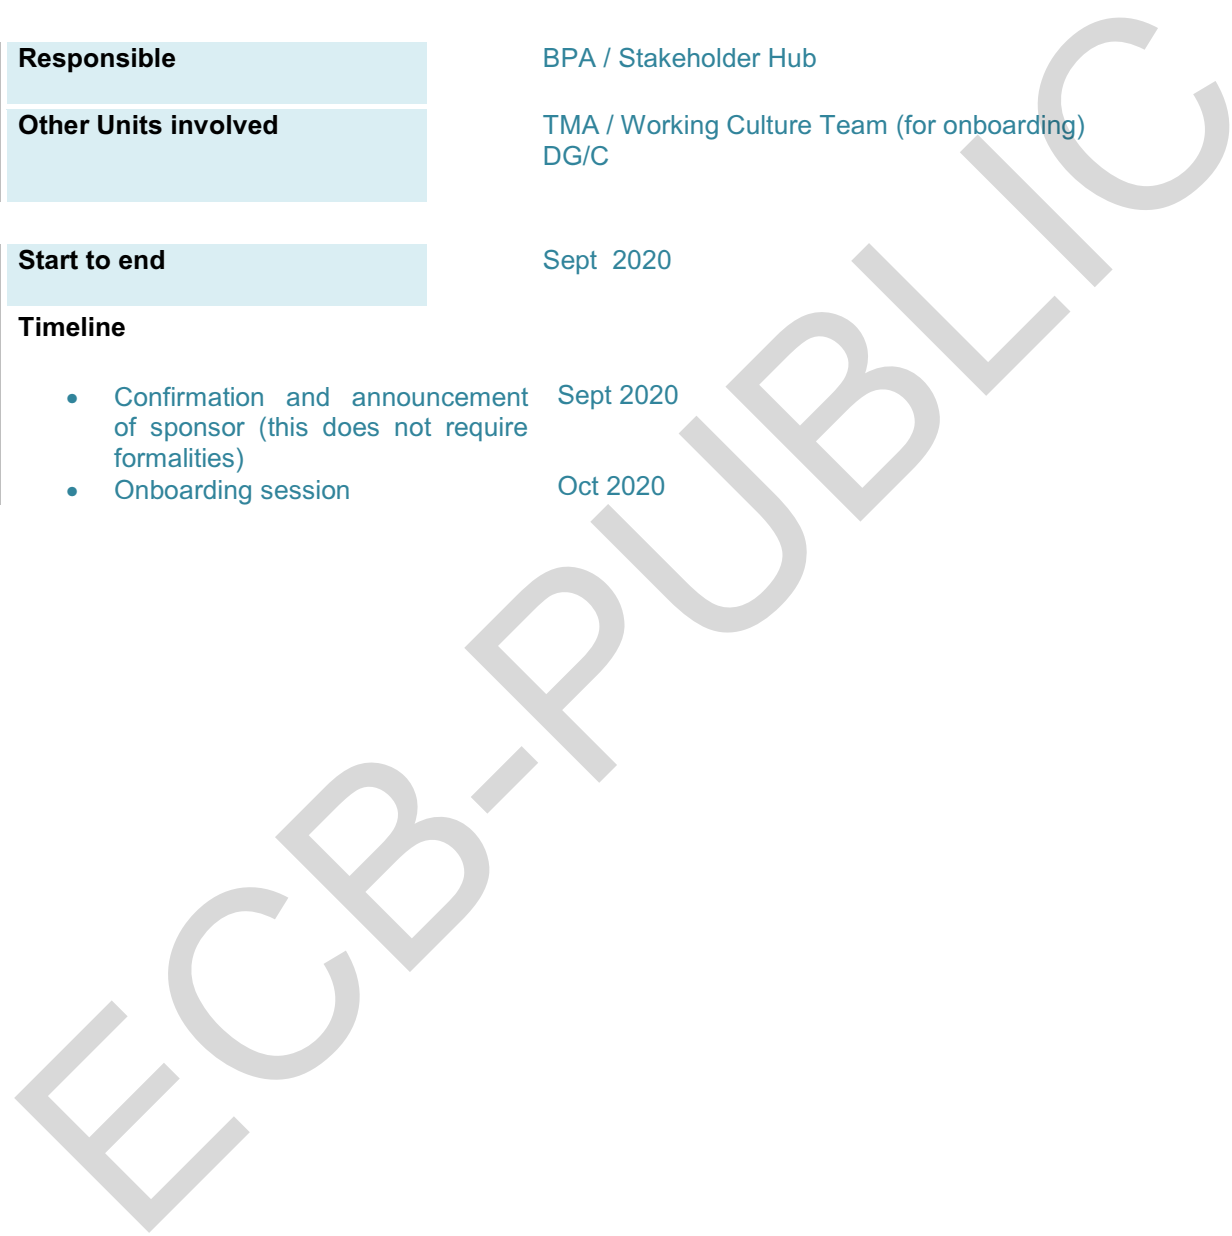 Responsible BPA / Stakeholder Hub
Other Units involved TMA / Working Culture Team (for onboarding)
DG/C
Start to end Sept 2020
Timeline
• Confirmation and announcement Sept 2020
of sponsor (this does not require
formalities)
• Onboarding session Oct 2020
ECB-PUBLIC